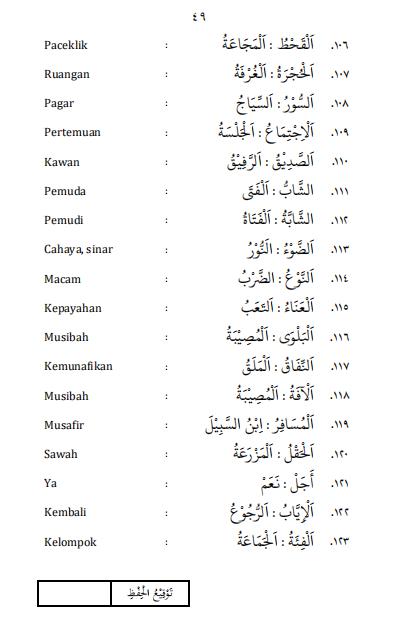 ٤٩
١٠٦. اَلْقَحْطُ : اَلْمَجَاعَةُ : Paceklik
١٠٧. اَلْحُجْرَةُ : اَلْغُرْفَةُ : Ruangan
١٠٨. اَلسُّوْرُ : اَلسِّيَاجُ : Pagar
١٠٩. اَلْاِجْتِمَاعُ : اَلْجَلْسَةُ : Pertemuan
١١٠. اَلصَّدِيْقُ : اَلرَّفِيْقُ : Kawan
١١١. اَلشَّابُّ : اَلْفَتَى : Pemuda
١١٢. اَلشَّابَّةُ : اَلْفَتَاةُ : Pemudi
١١٣. اَلضَّوْءُ : اَلنُّوْرُ : Cahaya, sinar
١١٤. اَلنَّوْعُ : اَلضَّرْبُ : Macam
١١٥. اَلْعَنَاءُ : اَلتَّعَبُ : Kepayahan
١١٦. اَلْبَلْوَى : اَلْمُصِيْبَةُ : Musibah
١١٧. اَلنِّفَاقُ : اَلْمَلَقُ : Kemunafikan
١١٨. اَلْآفَةُ : اَلْمُصِيْبَةُ : Musibah
١١٩. اَلْمُسَافِرُ : اِبْنُ السَّبِيْلَ : Musafir
١٢٠. اَلْحَقْلُ : اَلْمَزْرَعَةُ : Sawah
١٢١. أَجَلْ : نَعَمْ : Ya
١٢٢. اَلْإِيَّابُ : اَلرُّجُوْعُ : Kembali
١٢٣. اَلْفِئَةُ : اَلْجَمَاعَةُ : Kelompok
تَوْقِيْعُ الْحِفْظِ